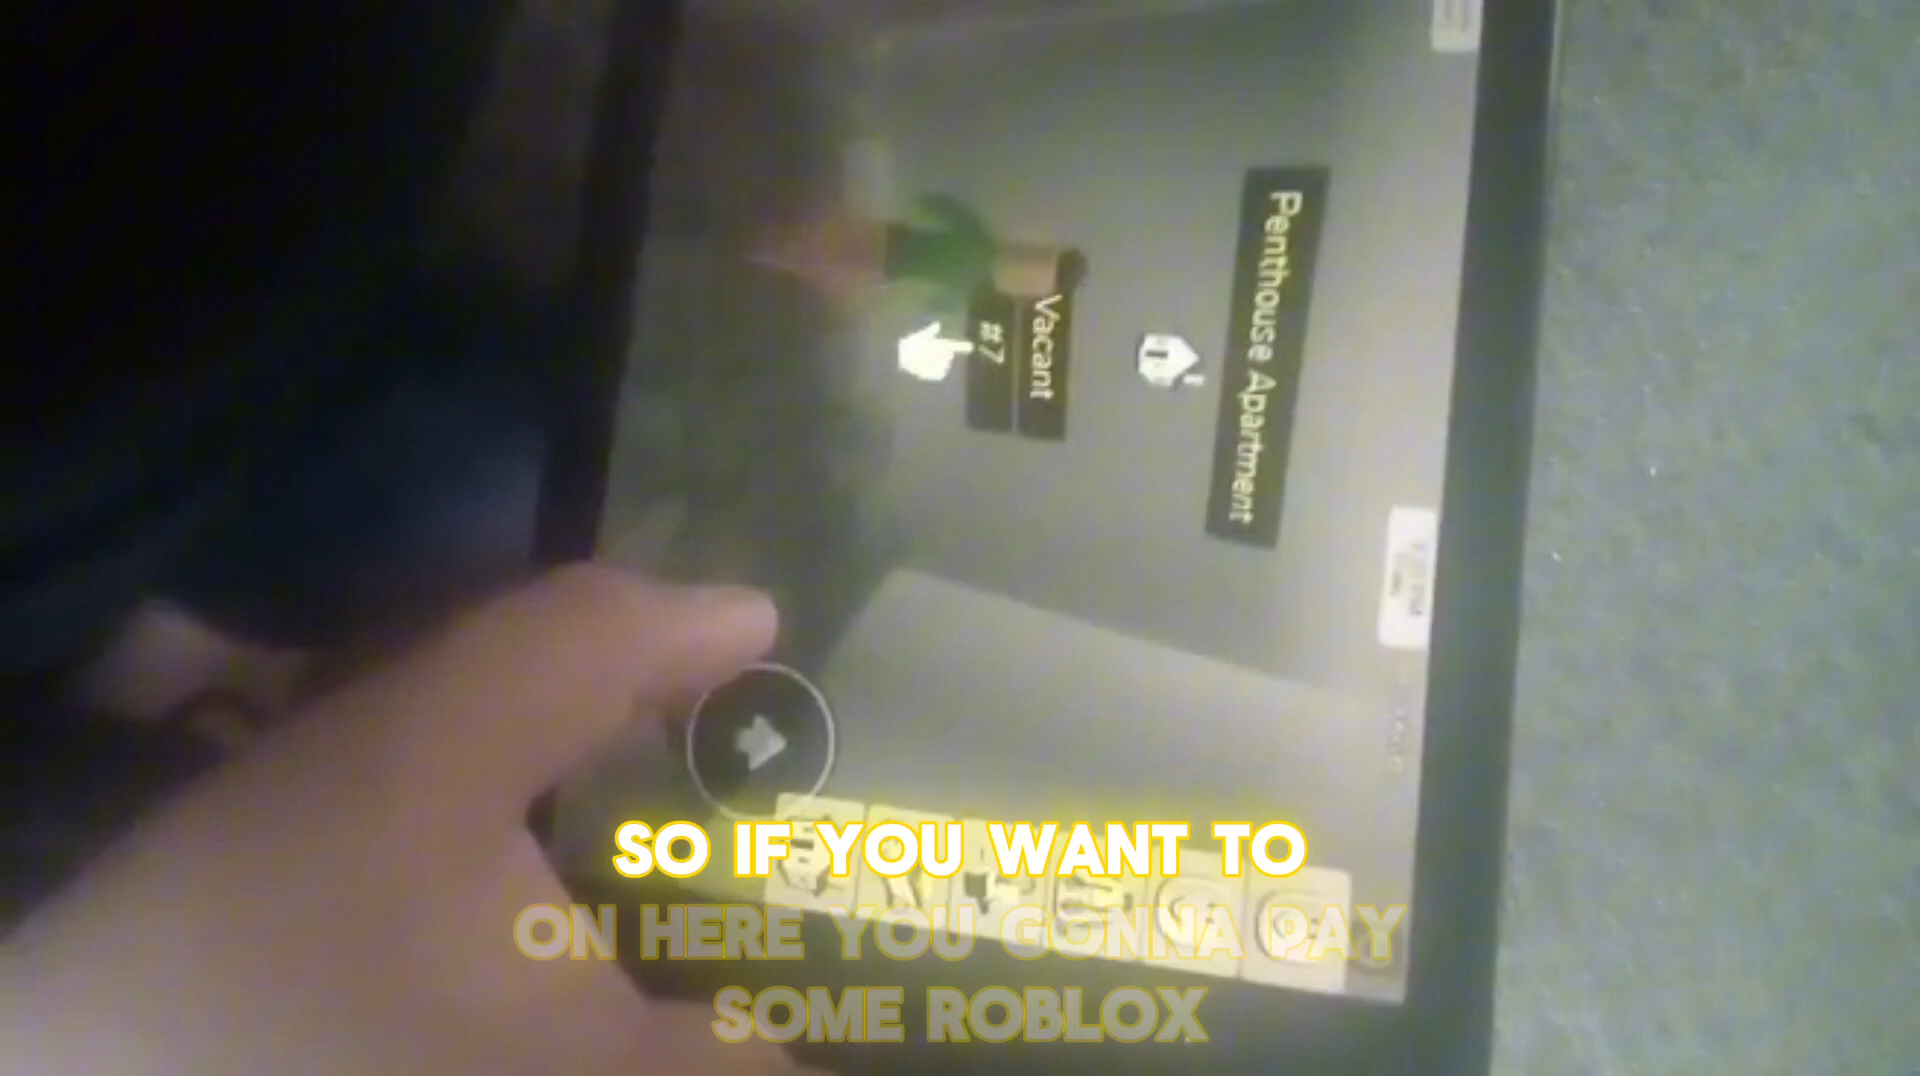 Penthouse Apartment
Vacant
#7
SO IF YOU WANT TO
ON HERE YOU GONNA PAY
SOME ROBLOX